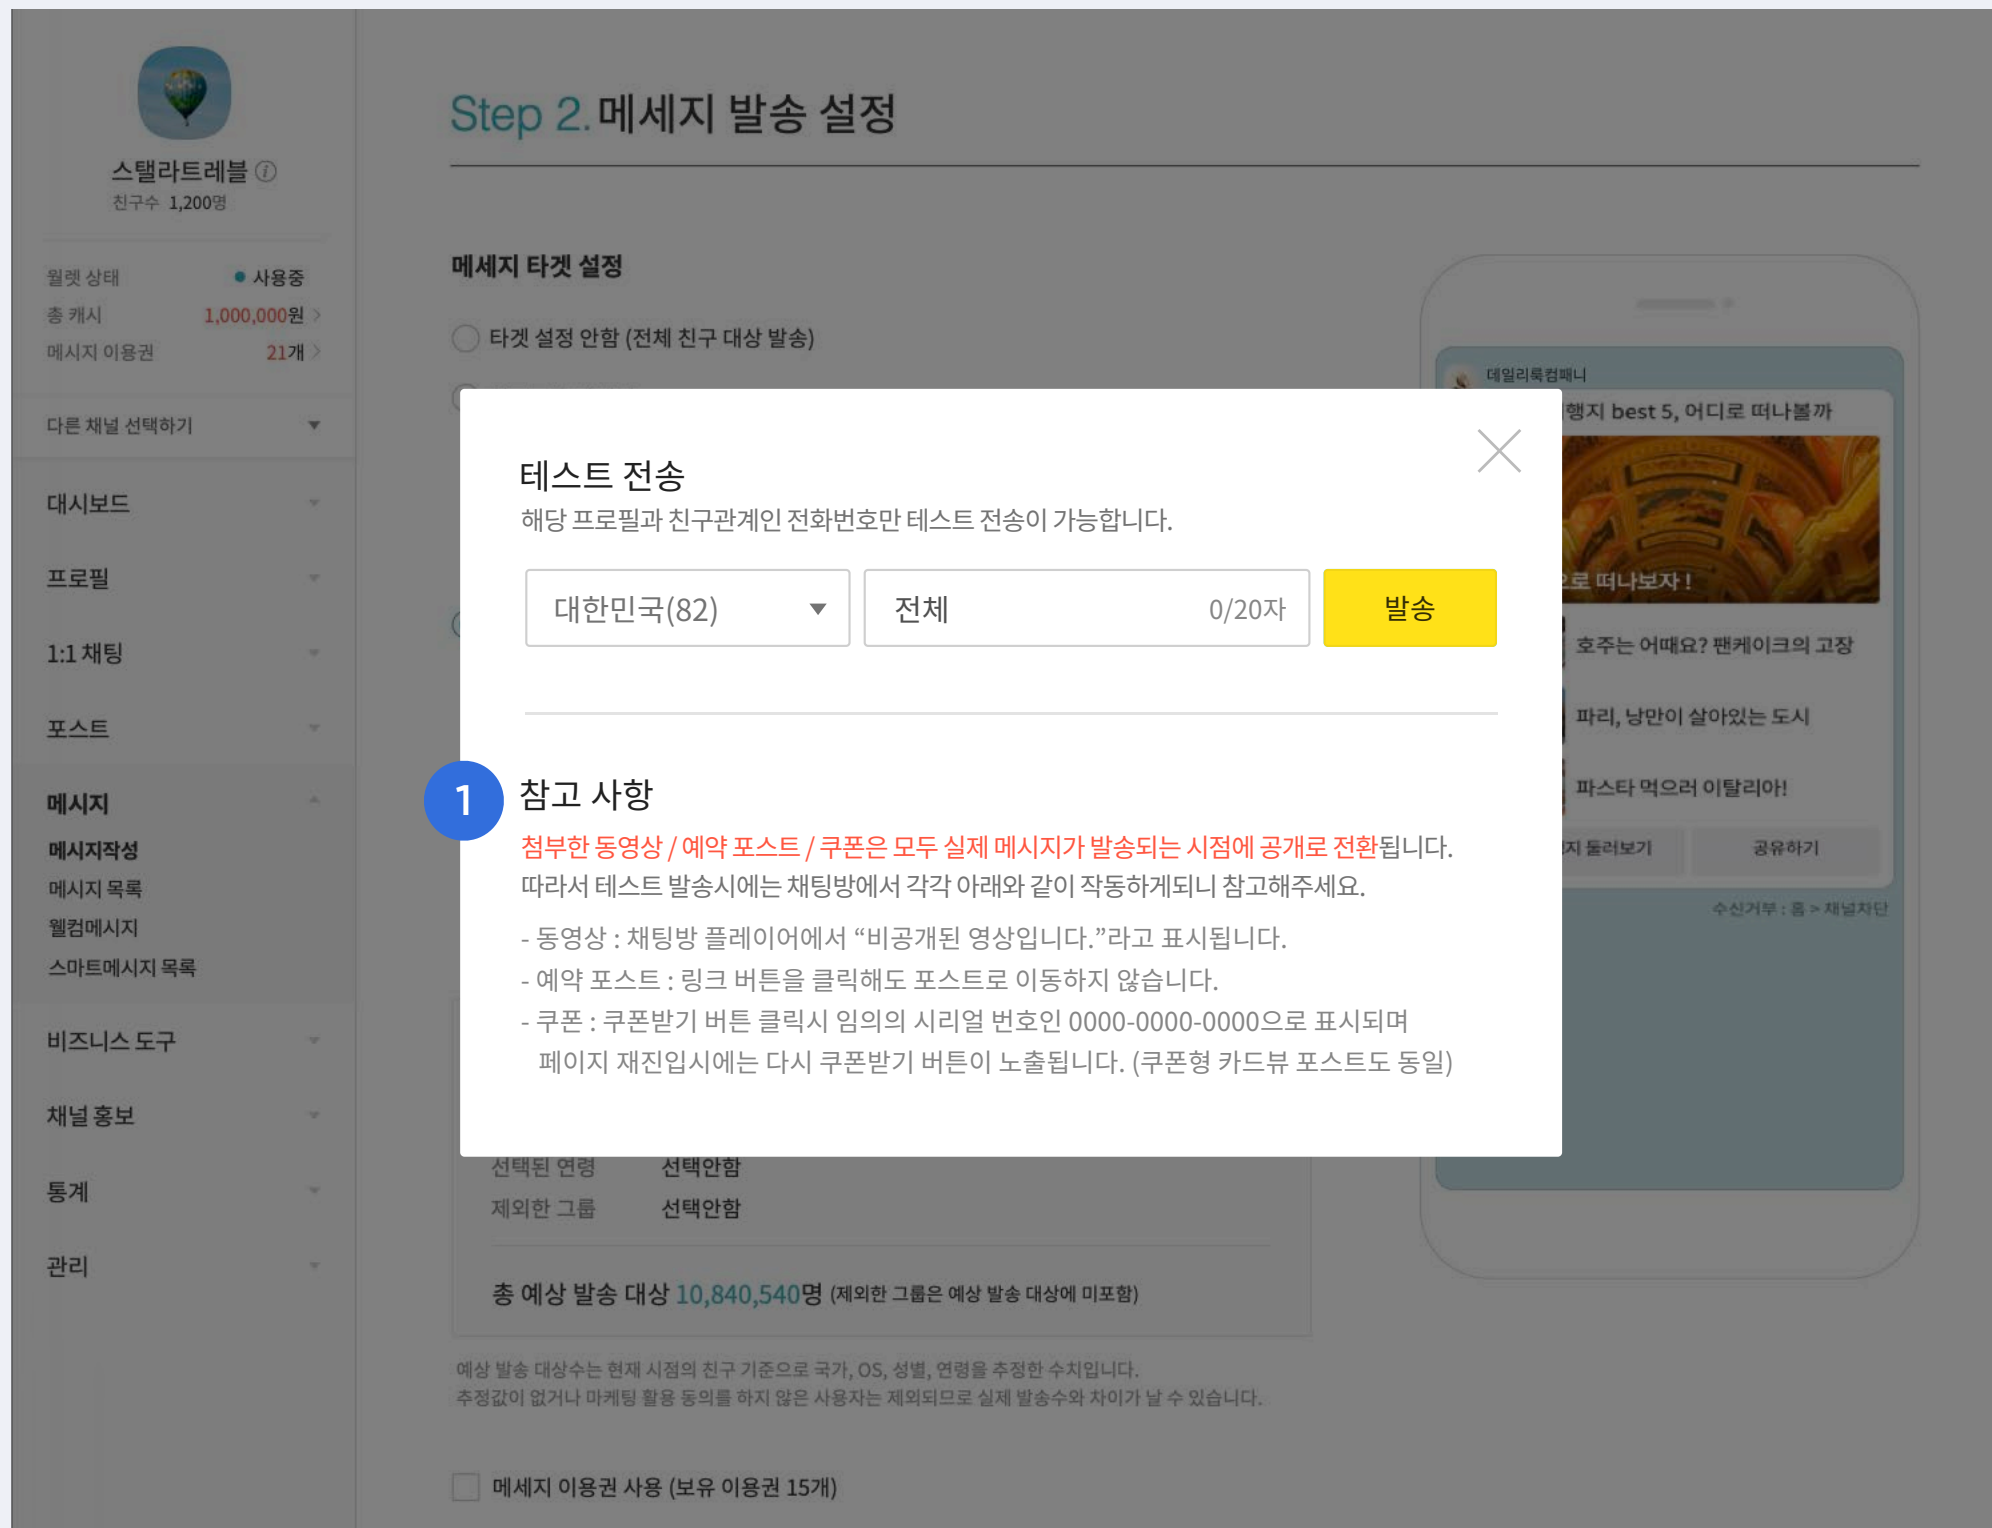 스탤라트레블
친구수 1,200명
월렛 상태 사용중
총 캐시 1,000,000원
메시지 이용권 21개
다른 채널 선택하기
대시보드
프로필
1:1 채팅
포스트
메시지
메시지작성
메시지 목록
웰컴메시지
스마트메시지 목록
비즈니스 도구
채널 홍보
통계
관리
Step 2. 메세지 발송 설정
메세지 타겟 설정
타겟 설정 안함 (전체 친구 대상 발송)
테스트 전송
해당 프로필과 친구관계인 전화번호만 테스트 전송이 가능합니다.
대한민국(82) 전체 0/20자 발송
1 참고 사항
첨부한 동영상 / 예약 포스트 / 쿠폰은 모두 실제 메시지가 발송되는 시점에 공개로 전환됩니다.
따라서 테스트 발송시에는 채팅방에서 각각 아래와 같이 작동하게되니 참고해주세요.
- 동영상 : 채팅방 플레이어에서 “비공개된 영상입니다.”라고 표시됩니다.
- 예약 포스트 : 링크 버튼을 클릭해도 포스트로 이동하지 않습니다.
- 쿠폰 : 쿠폰받기 버튼 클릭시 임의의 시리얼 번호인 0000-0000-0000으로 표시되며
페이지 재진입시에는 다시 쿠폰받기 버튼이 노출됩니다. (쿠폰형 카드뷰 포스트도 동일)
선택된 연령 선택안함
제외한 그룹 선택안함
총 예상 발송 대상 10,840,540명 (제외한 그룹은 예상 발송 대상에 미포함)
예상 발송 대상수는 현재 시점의 친구 기준으로 국가, OS, 성별, 연령을 추정한 수치입니다.
추정값이 없거나 마케팅 활용 동의를 하지 않은 사용자는 제외되므로 실제 발송수와 차이가 날 수 있습니다.
메세지 이용권 사용 (보유 이용권 15개)
데일리룩컴패니
행지 best 5, 어디로 떠나볼까
로 떠나보자 !
호주는 어때요? 팬케이크의 고장
파리, 낭만이 살아있는 도시
파스타 먹으러 이탈리아!
지 둘러보기 공유하기
수신거부 : 홈 > 채널차단